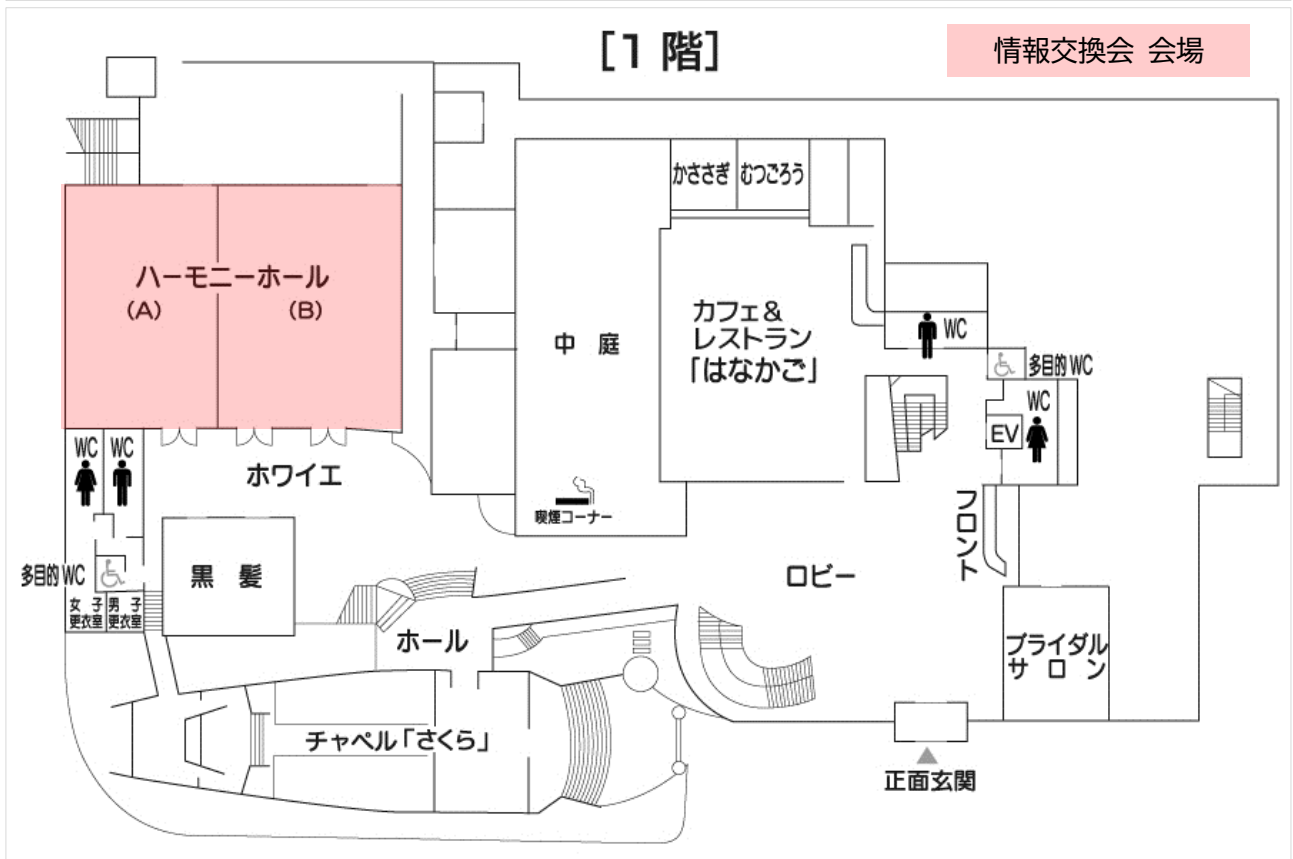 [1 階]
情報交換会 会場
かささぎ
むつごろう
ハーモニーホール
(A)
(B)
中 庭
カフェ&
レストラン
「はなかご」
WC
多目的 WC
WC
EV
WC
WC
ホワイエ
喫煙コーナー
フロント
黒 髪
ロビー
多目的 WC
女 子
更衣室
男 子
更衣室
ホール
ブライダル
サ ロ ン
チャペル「さくら」
正面玄関